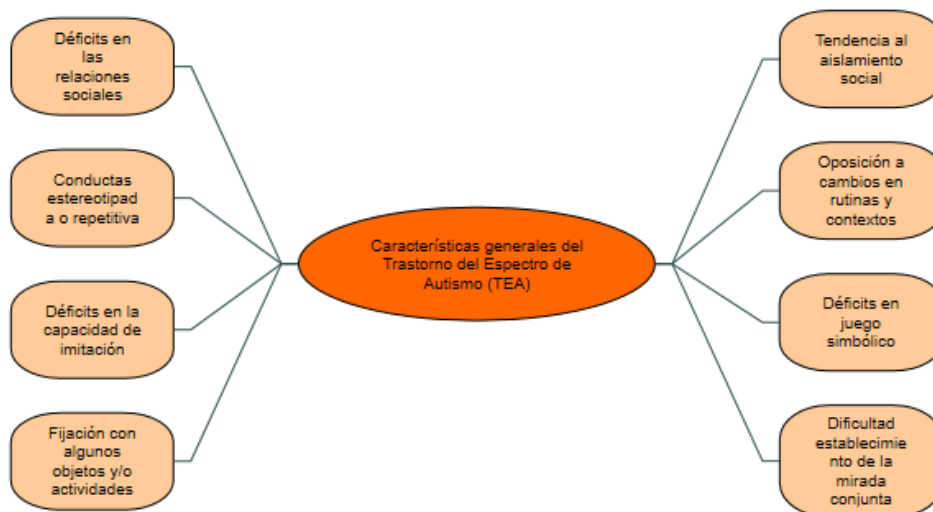 Déficits en
las
relaciones
sociales
Conductas
estereotipad
a o repetitiva
Déficits en la
capacidad de
imitación
Fijación con
algunos
objetos y/o
actividades
Características generales del
Trastorno del Espectro de
Autismo (TEA)
Tendencia al
aislamiento
social
Oposición a
cambios en
rutinas y
contextos
Déficits en
juego
simbólico
Dificultad
establecimie
nto de la
mirada
conjunta